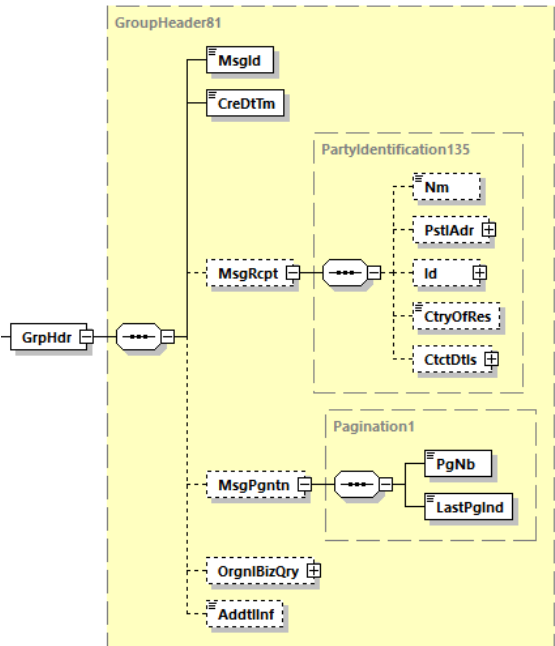 GroupHeader81
MsgId
CreDtTm
PartyIdentification135
Nm
PstlAdr
MsgRcpt
Id
CtryOfRes
GrpHdr
CtctDtls
Pagination1
PgNb
MsgPgntn
LastPgInd
OrgnlBizQry
AddtlInf